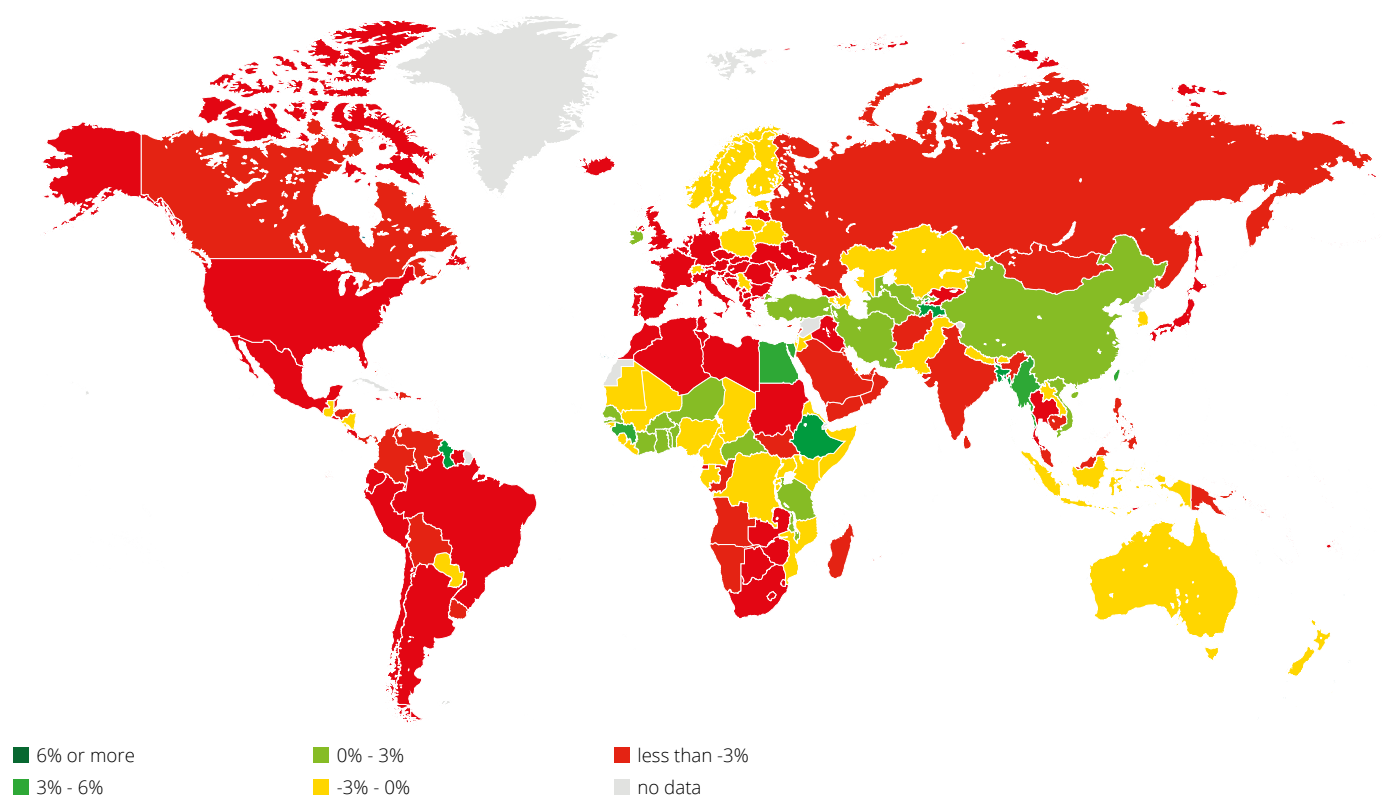 6% or more
0% - 3%
less than -3%
3% - 6%
-3% - 0%
no data